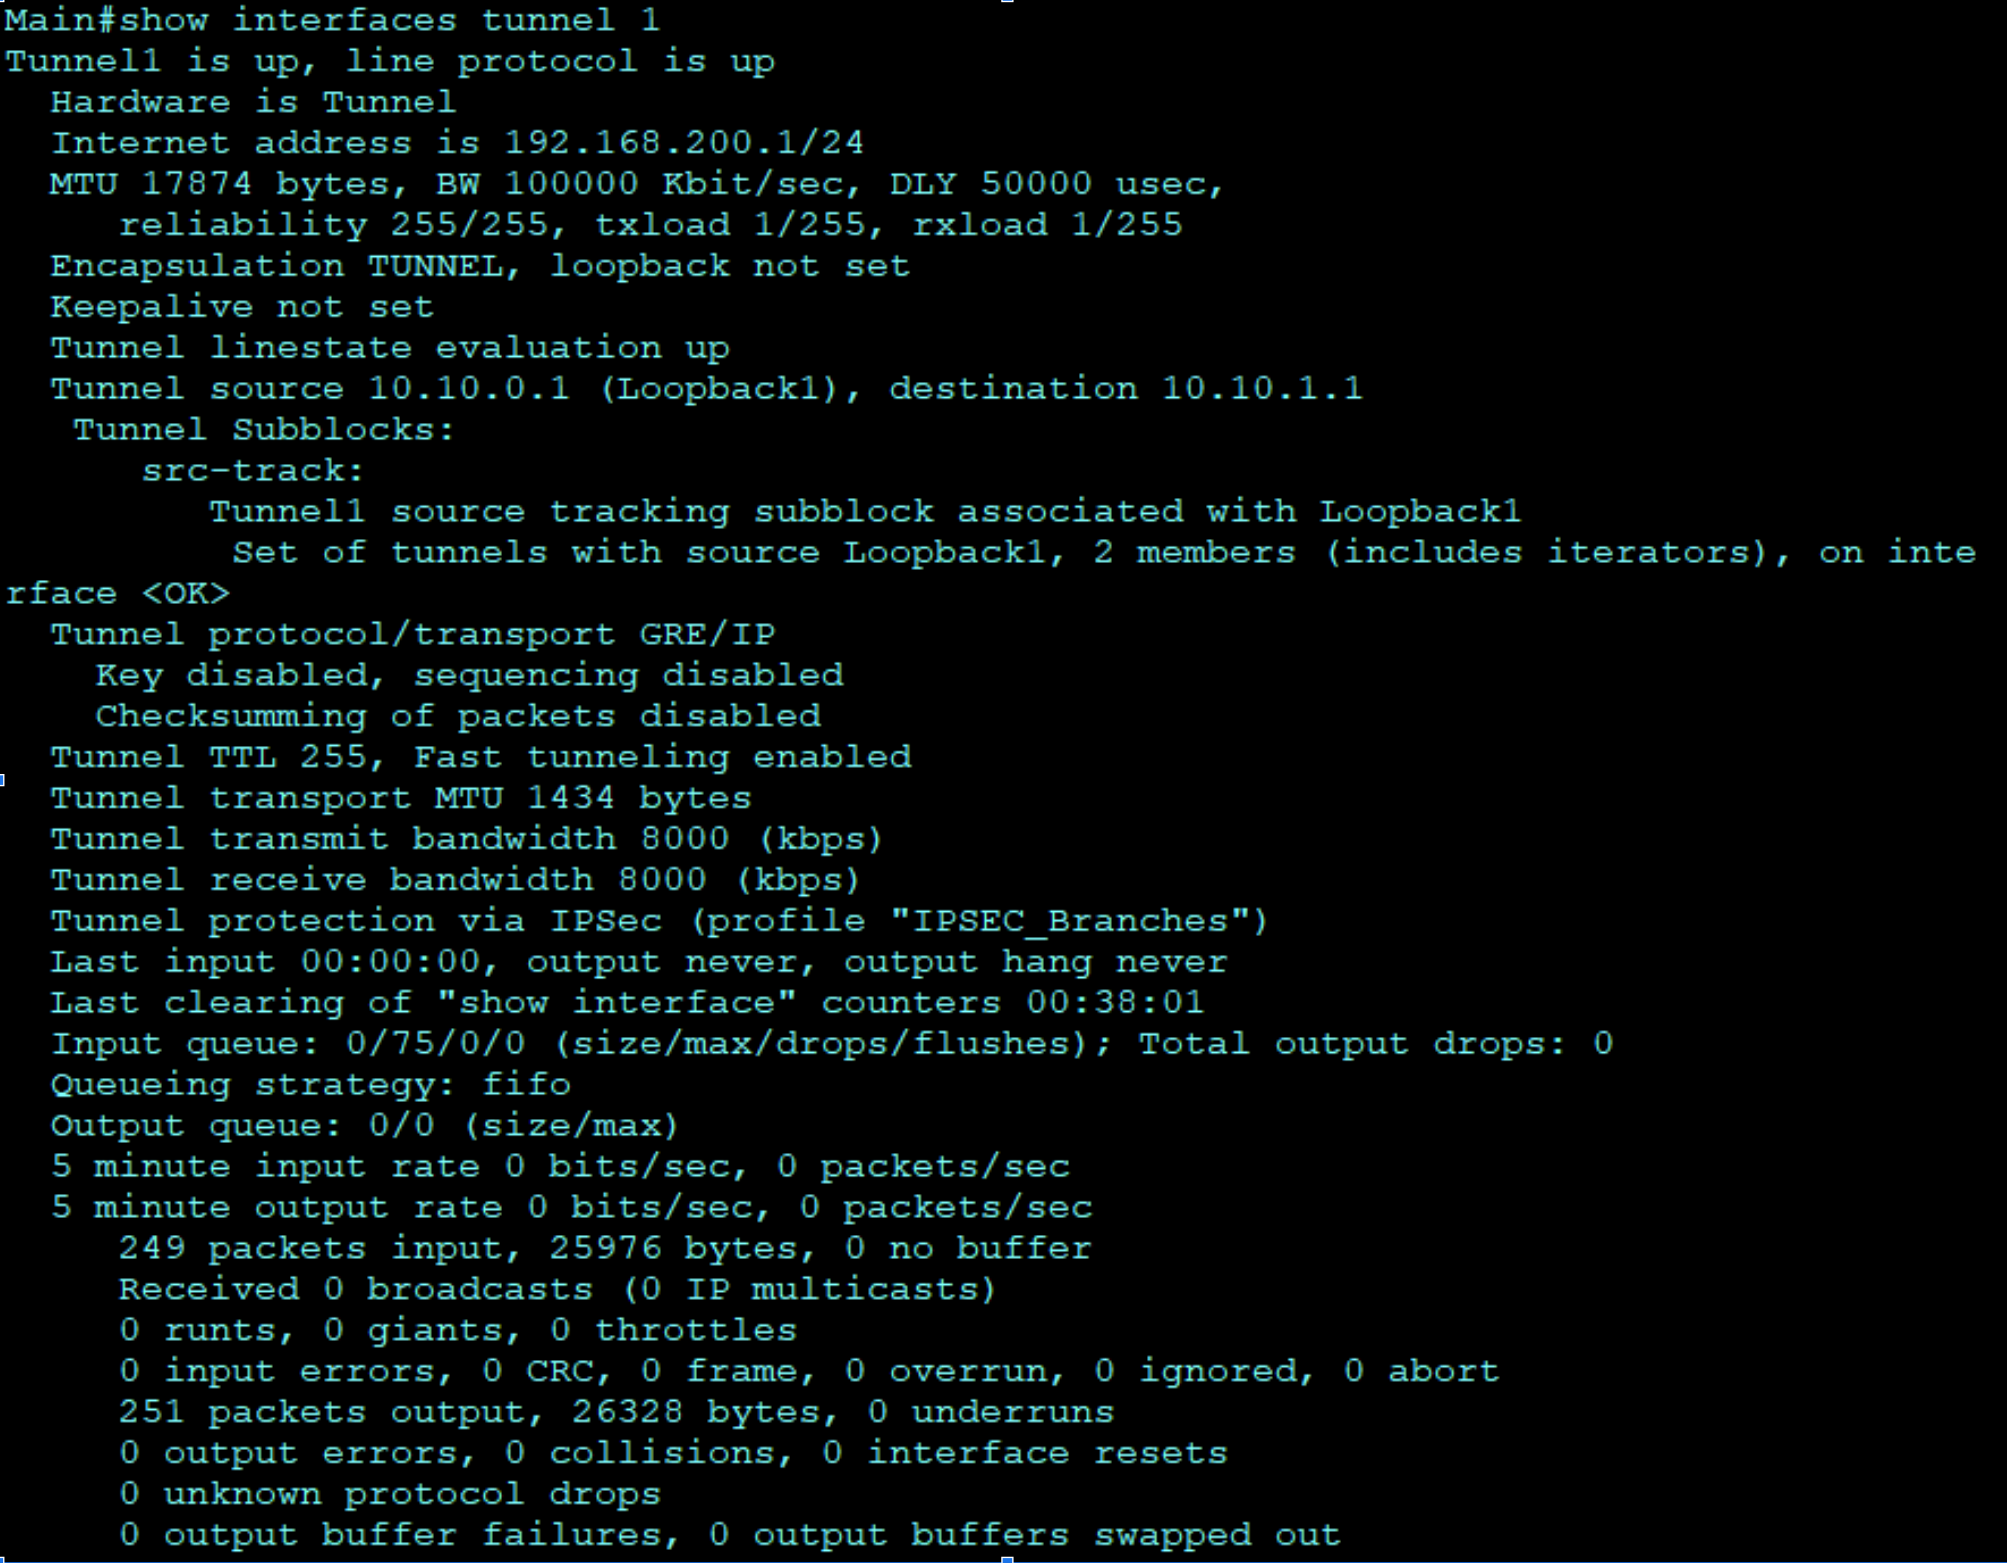 Main#show interfaces tunnel 1
Tunnel1 is up, line protocol is up
Hardware is Tunnel
Internet address is 192.168.200.1/24
MTU 17874 bytes, BW 100000 Kbit/sec, DLY 50000 usec,
reliability 255/255, txload 1/255, rxload 1/255
Encapsulation TUNNEL, loopback not set
Keepalive not set
Tunnel linestate evaluation up
Tunnel source 10.10.0.1 (Loopback1), destination 10.10.1.1
Tunnel Subblocks:
src-track:
Tunnel1 source tracking subblock associated with Loopback1
Set of tunnels with source Loopback1, 2 members (includes iterators), on inte
rface <OK>
Tunnel protocol/transport GRE/IP
Key disabled, sequencing disabled
Checksumming of packets disabled
Tunnel TTL 255, Fast tunneling enabled
Tunnel transport MTU 1434 bytes
Tunnel transmit bandwidth 8000 (kbps)
Tunnel receive bandwidth 8000 (kbps)
Tunnel protection via IPSec (profile "IPSEC_Branches")
Last input 00:00:00, output never, output hang never
Last clearing of "show interface" counters 00:38:01
Input queue: 0/75/0/0 (size/max/drops/flushes); Total output drops: 0
Queueing strategy: fifo
Output queue: 0/0 (size/max)
5 minute input rate 0 bits/sec, 0 packets/sec
5 minute output rate 0 bits/sec, 0 packets/sec
249 packets input, 25976 bytes, 0 no buffer
Received 0 broadcasts (0 IP multicasts)
0 runts, 0 giants, 0 throttles
0 input errors, 0 CRC, 0 frame, 0 overrun, 0 ignored, 0 abort
251 packets output, 26328 bytes, 0 underruns
0 output errors, 0 collisions, 0 interface resets
0 unknown protocol drops
0 output buffer failures, 0 output buffers swapped out